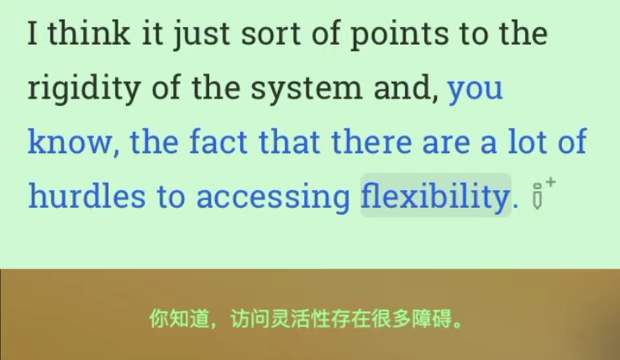 I think it just sort of points to the
rigidity of the system and, you
know, the fact that there are a lot of
hurdles to accessing flexibility.
你知道，访问灵活性存在很多障碍。